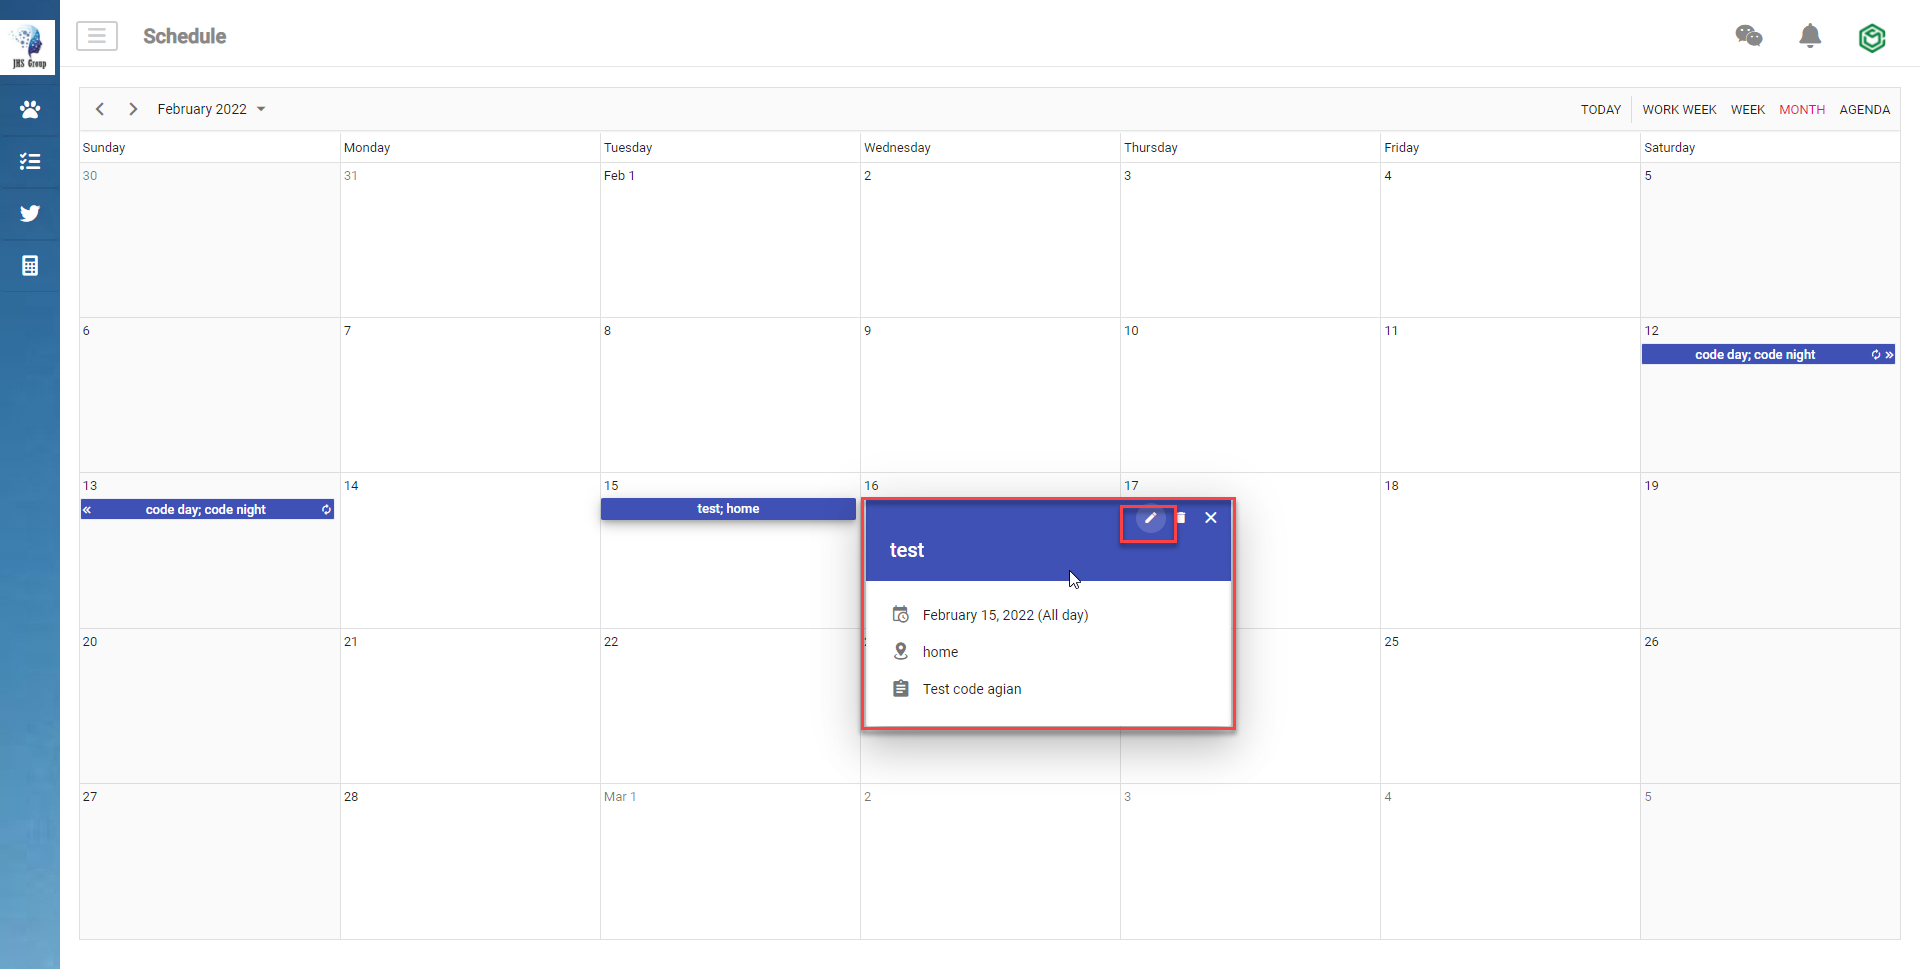 JHS Group
Schedule
February 2022
TODAY
WORK WEEK
WEEK
MONTH
AGENDA
Sunday
Monday
Tuesday
Wednesday
Thursday
Friday
Saturday
30
31
Feb 1
2
3
4
5
6
7
8
9
10
11
12
code day; code night
13
14
15
16
17
18
19
code day; code night
test; home
test
February 15, 2022 (All day)
home
Test code agian
20
21
22
25
26
27
28
Mar 1
2
3
4
5